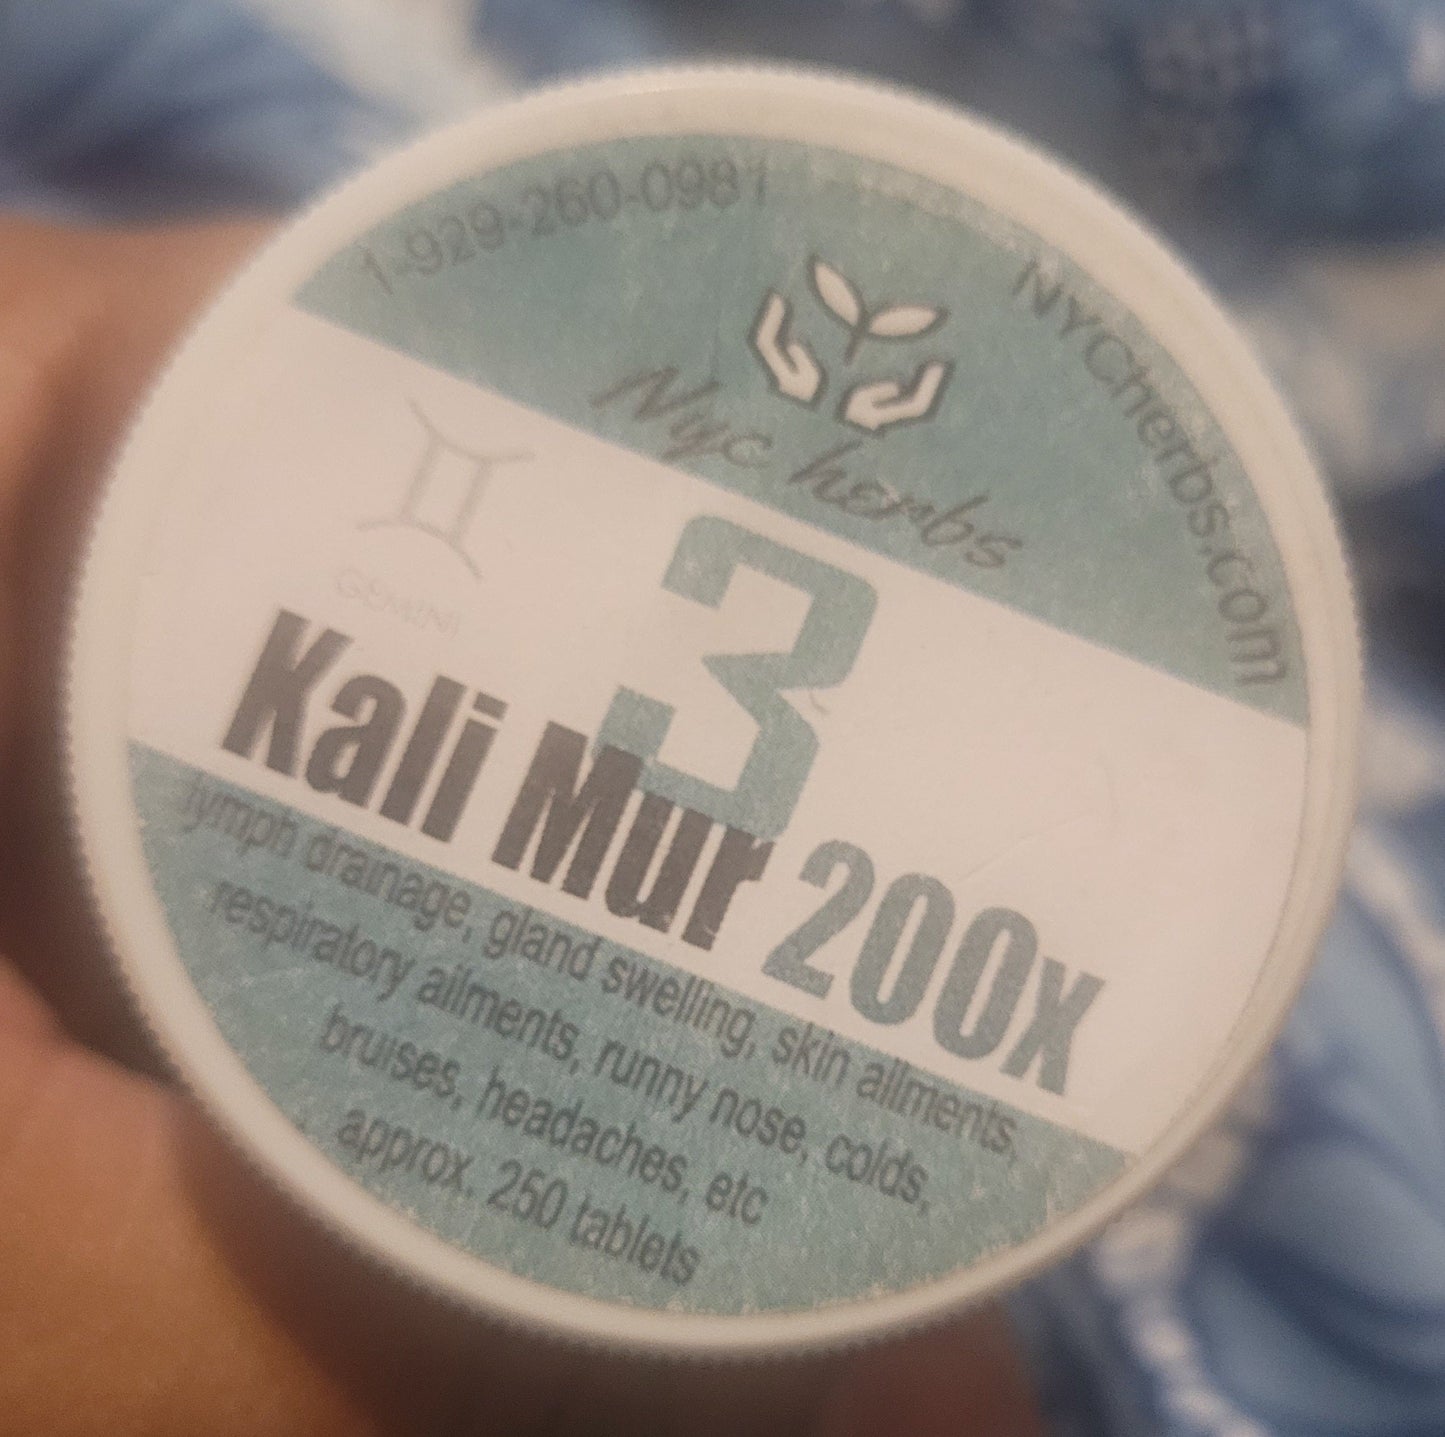 1-929-260-0981
NYCherbs.com
Nyc herbs
GEMINI
3
Kali Mur 200x
lymph drainage, gland swelling, skin ailments,
respiratory ailments, runny nose, colds,
bruises, headaches, etc
approx. 250 tablets